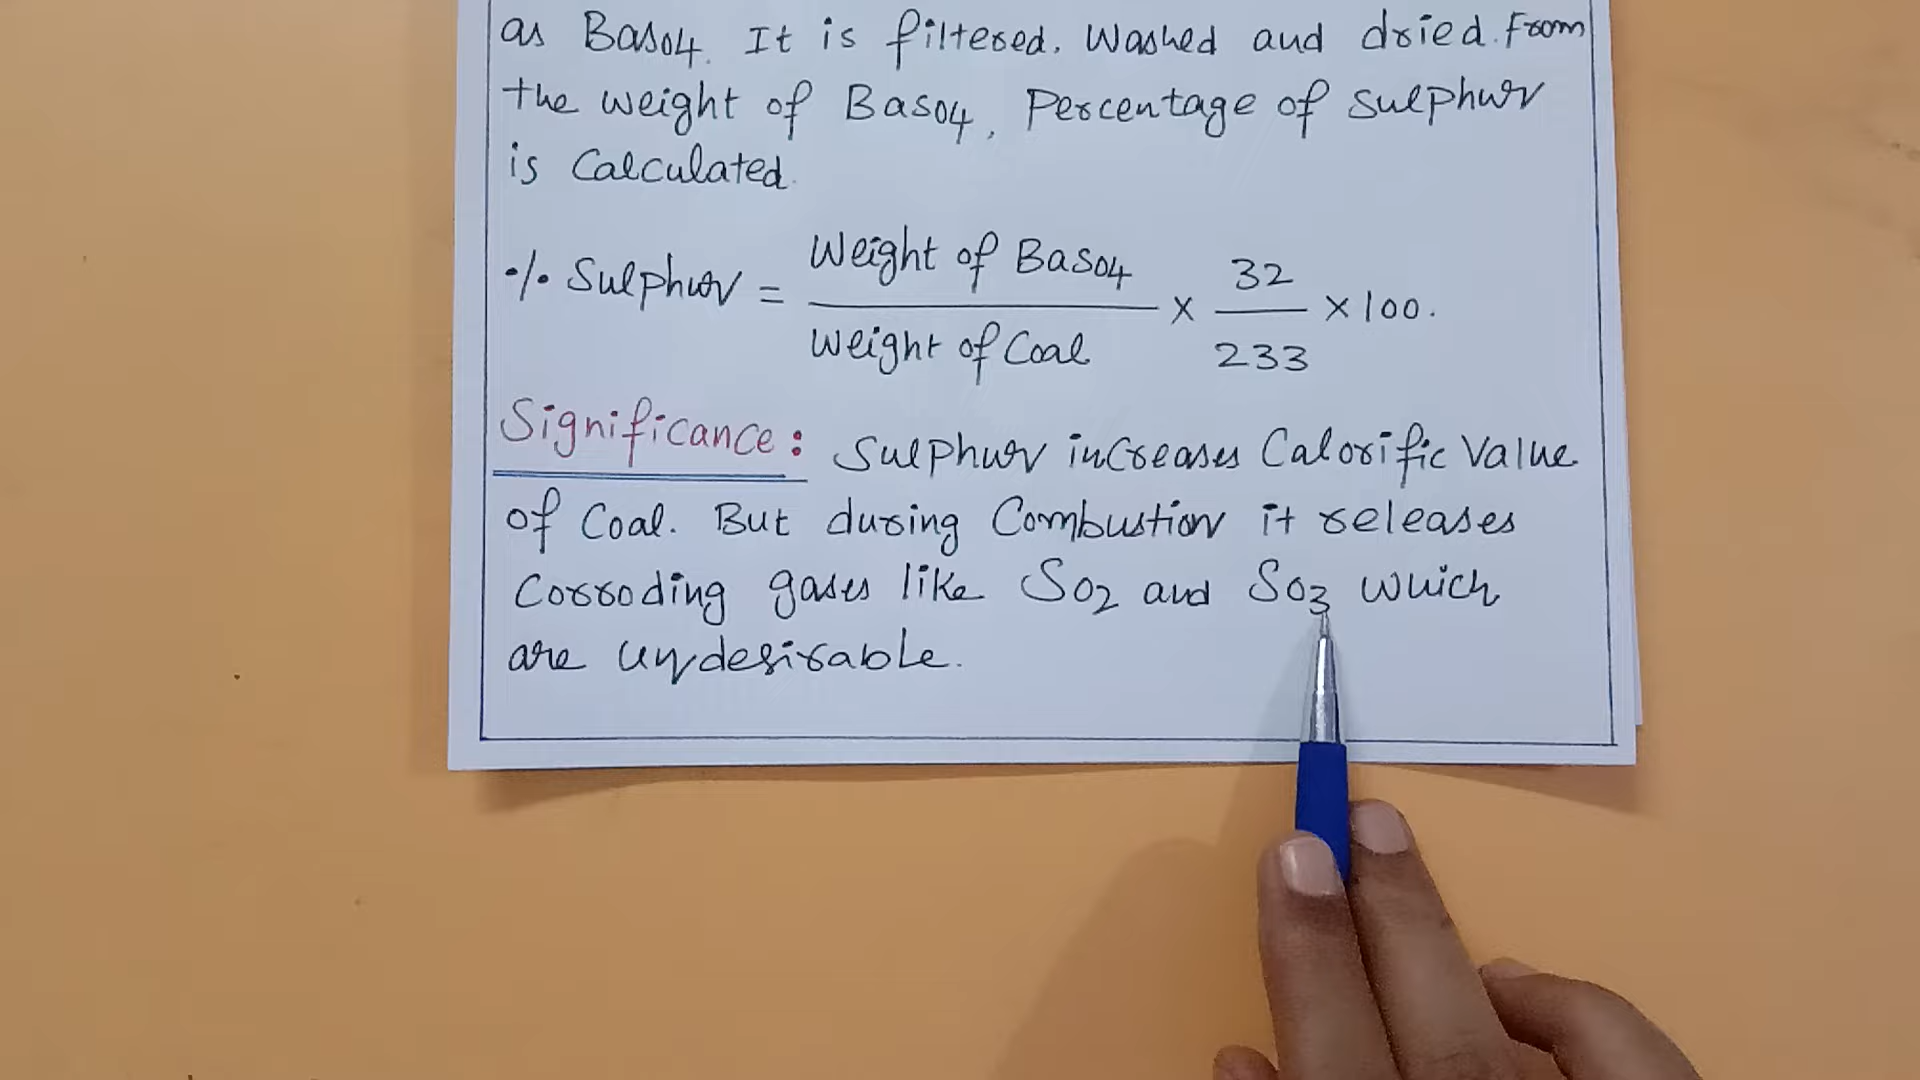 as BaSO4. It is filtered. Washed and dried. From
the weight of BaSO4, Percentage of Sulphur
is Calculated.
% Sulphur = Weight of BaSO4 / Weight of Coal × 32 / 233 × 100.
Significance: Sulphur increases Calorific Value
of Coal. But during Combustion it releases
Corroding gases like SO2 and SO3 which
are undesirable.